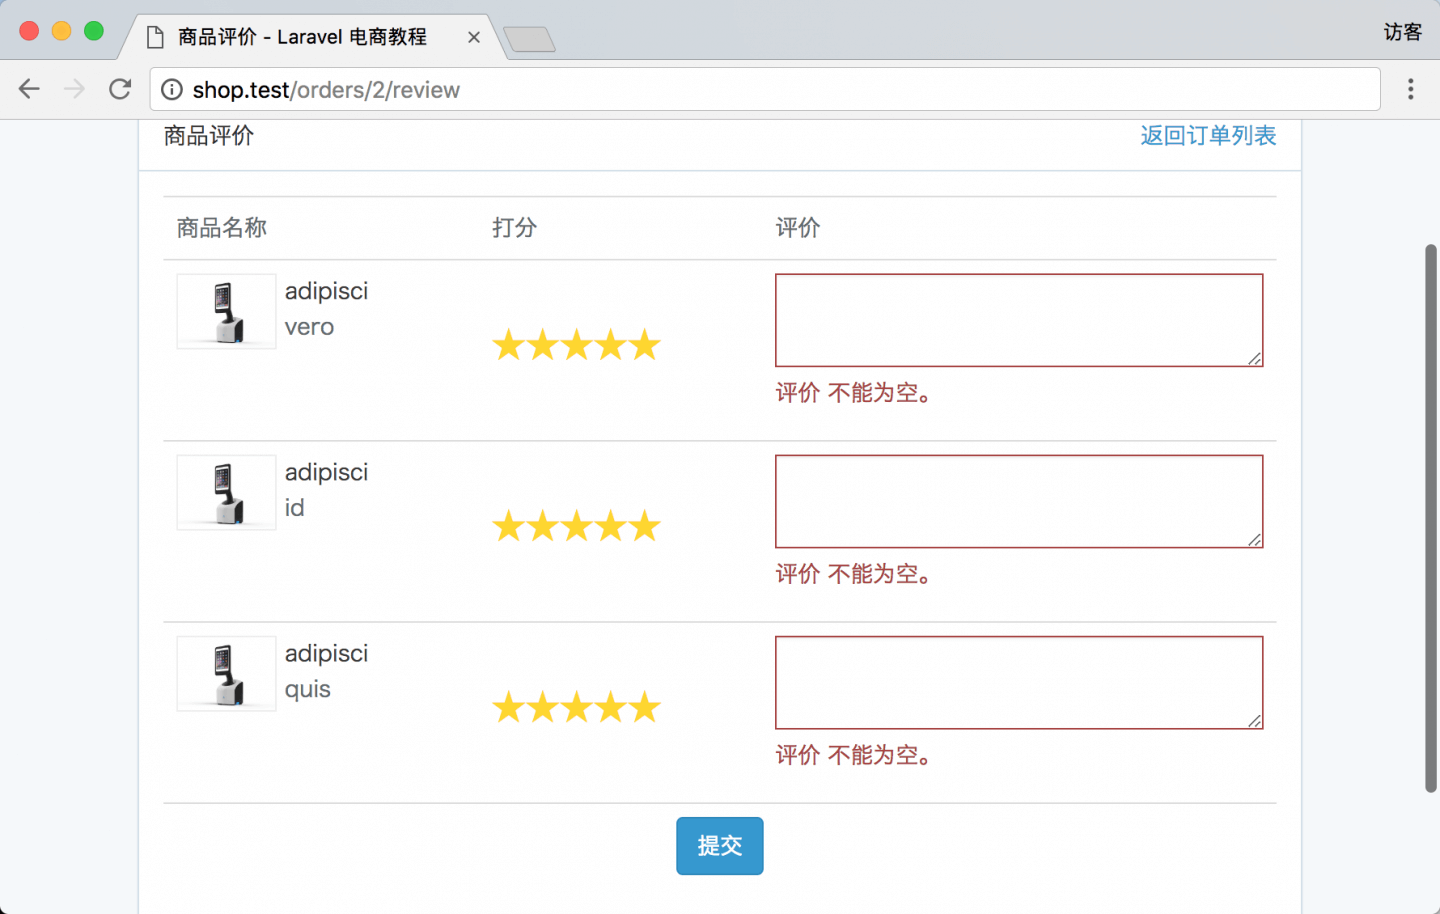 商品评价 - Laravel 电商教程
访客
shop.test/orders/2/review
商品评价
返回订单列表
商品名称 打分 评价
adipisci
vero
评价 不能为空。
adipisci
id
评价 不能为空。
adipisci
quis
评价 不能为空。
提交